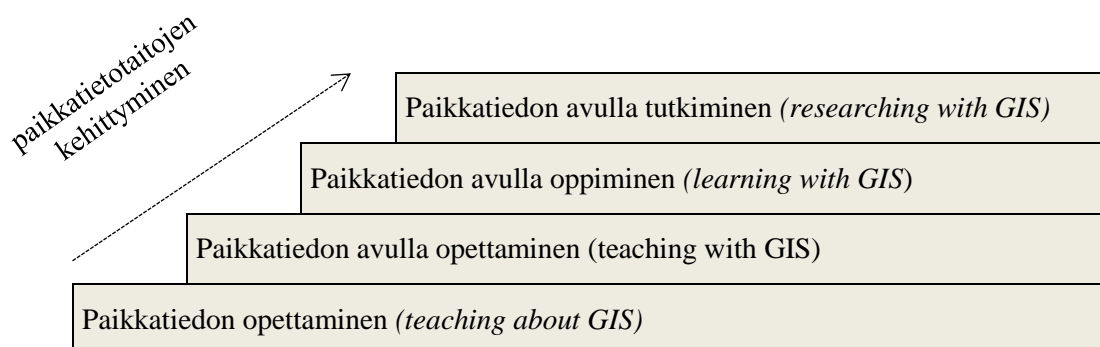 paikkatietotaitojen
kehittyminen
Paikkatiedon avulla tutkiminen (researching with GIS)
Paikkatiedon avulla oppiminen (learning with GIS)
Paikkatiedon avulla opettaminen (teaching with GIS)
Paikkatiedon opettaminen (teaching about GIS)